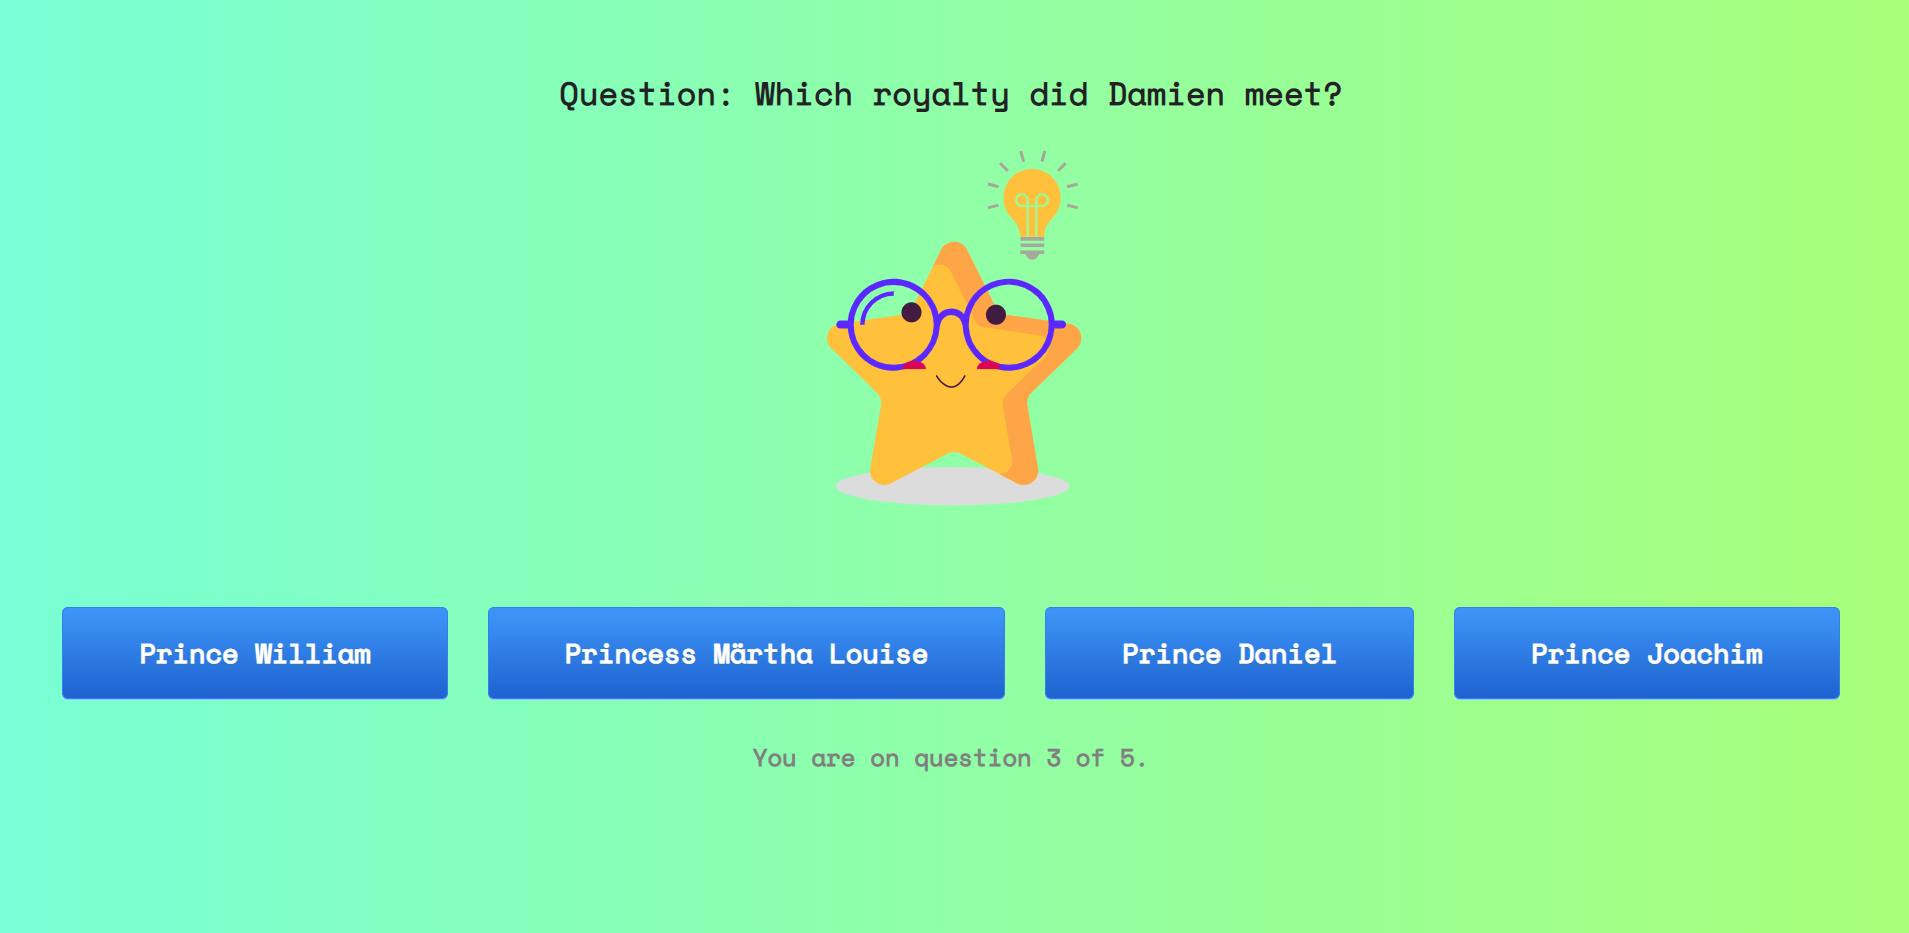 Question: Which royalty did Damien meet?
Prince William
Princess Märtha Louise
Prince Daniel
Prince Joachim
You are on question 3 of 5.